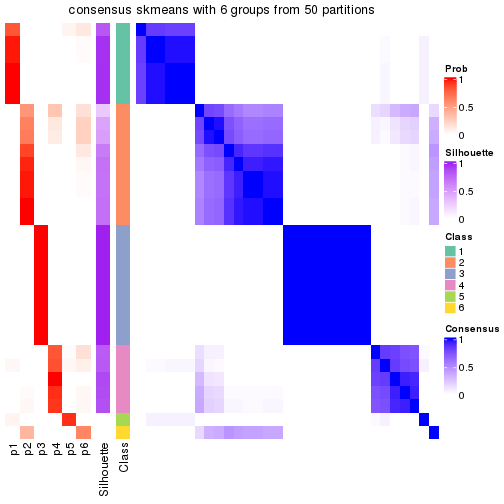 consensus skmeans with 6 groups from 50 partitions
Prob
1
0.5
0
Silhouette
1
0.5
0
Class
1
2
3
4
5
6
Consensus
1
0.5
0
p1
p2
p3
p4
p5
p6
Silhouette
Class